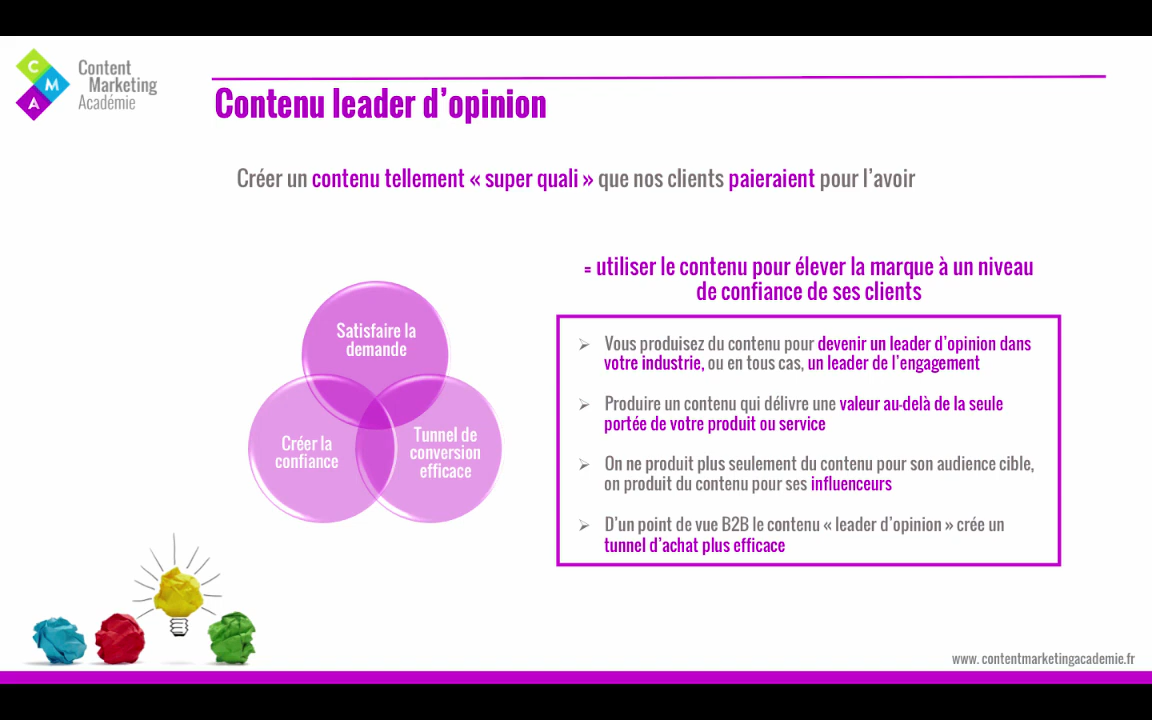 C
M
A
Content
Marketing
Académie
Contenu leader d’opinion
Créer un contenu tellement « super quali » que nos clients paieraient pour l’avoir
= utiliser le contenu pour élever la marque à un niveau
de confiance de ses clients
Satisfaire la
demande
Créer la
confiance
Tunnel de
conversion
efficace
➢ Vous produisez du contenu pour devenir un leader d’opinion dans
votre industrie, ou en tous cas, un leader de l’engagement
➢ Produire un contenu qui délivre une valeur au-delà de la seule
portée de votre produit ou service
➢ On ne produit plus seulement du contenu pour son audience cible,
on produit du contenu pour ses influenceurs
➢ D’un point de vue B2B le contenu « leader d’opinion » crée un
tunnel d’achat plus efficace
www. contentmarketingacademie.fr